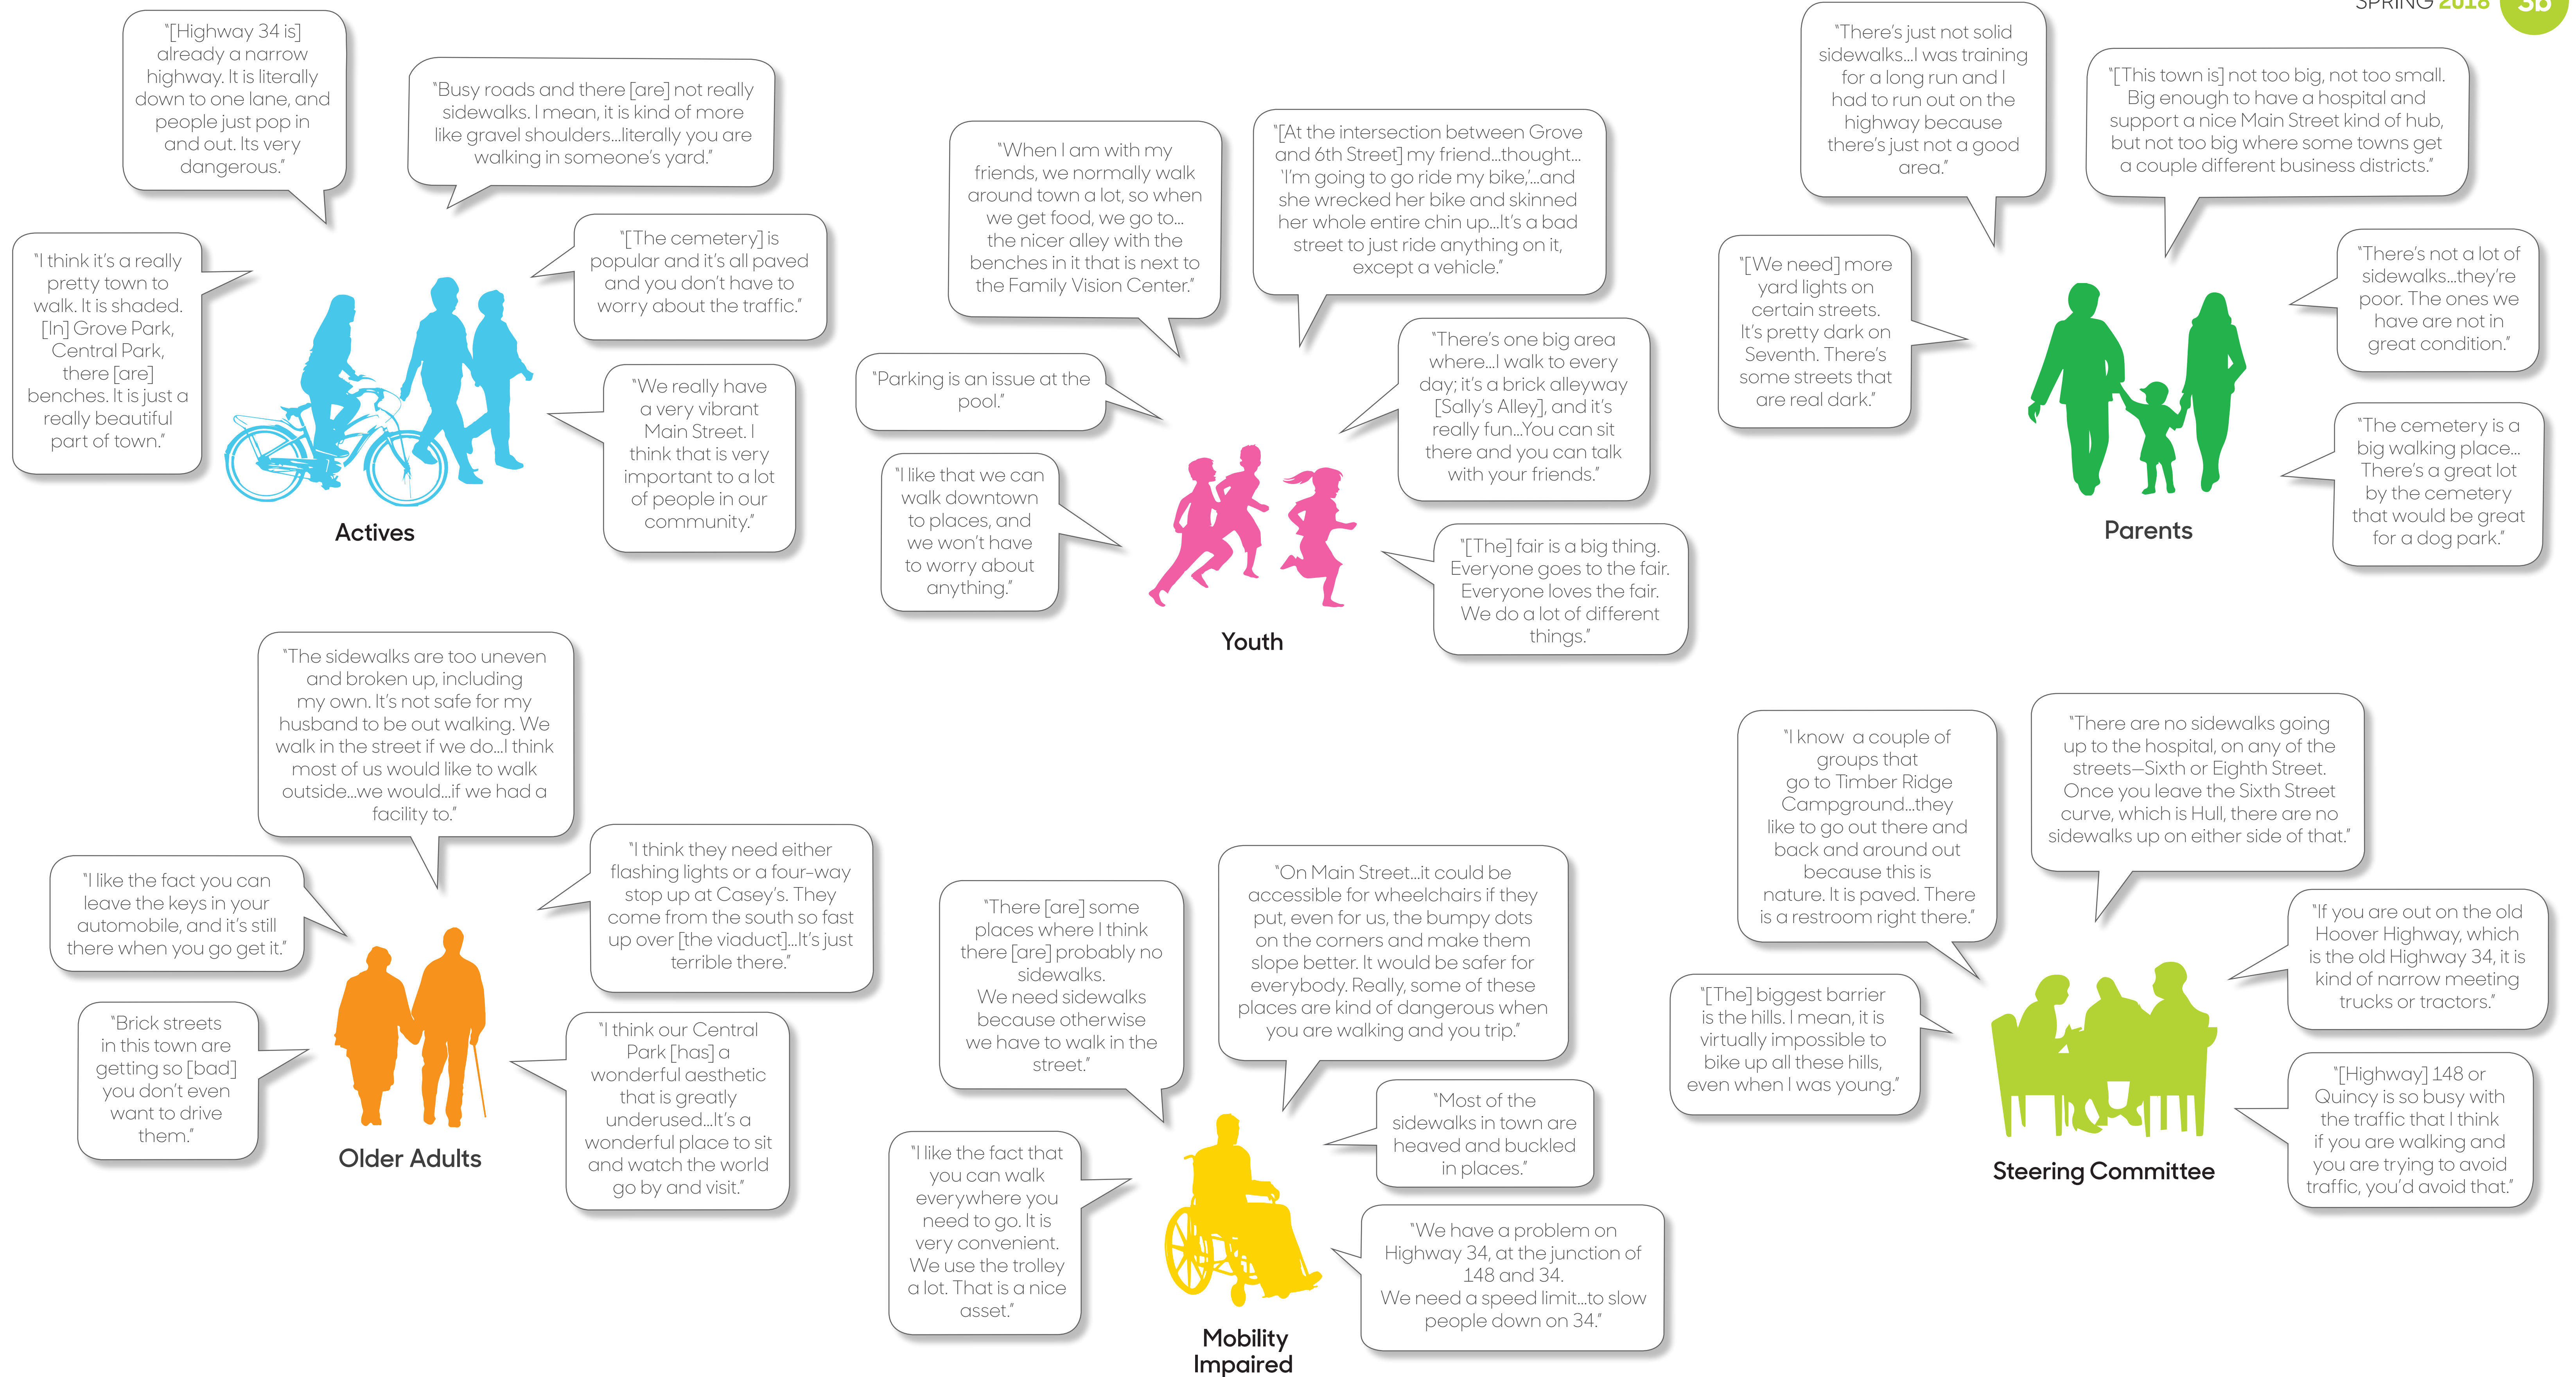 SPRING 2018 3b
"[Highway 34 is]
already a narrow
highway. It is literally
down to one lane, and
people just pop in
and out. Its very
dangerous."
"Busy roads and there [are] not really
sidewalks. I mean, it is kind of more
like gravel shoulders...literally you are
walking in someone's yard."
"I think it's a really
pretty town to
walk. It is shaded.
[In] Grove Park,
Central Park,
there [are]
benches. It is just a
really beautiful
part of town."
"[The cemetery] is
popular and it's all paved
and you don't have to
worry about the traffic."
"We really have
a very vibrant
Main Street. I
think that is very
important to a lot
of people in our
community."
Actives
"When I am with my
friends, we normally walk
around town a lot, so when
we get food, we go to...
the nicer alley with the
benches in it that is next to
the Family Vision Center."
"[At the intersection between Grove
and 6th Street] my friend...thought...
'I'm going to go ride my bike,'...and
she wrecked her bike and skinned
her whole entire chin up...It's a bad
street to just ride anything on it,
except a vehicle."
"Parking is an issue at the
pool."
"There's one big area
where...I walk to every
day; it's a brick alleyway
[Sally's Alley], and it's
really fun...You can sit
there and you can talk
with your friends."
"I like that we can
walk downtown
to places, and
we won't have
to worry about
anything."
"[The] fair is a big thing.
Everyone goes to the fair.
Everyone loves the fair.
We do a lot of different
things."
Youth
"There's just not solid
sidewalks...I was training
for a long run and I
had to run out on the
highway because
there's just not a good
area."
"[This town is] not too big, not too small.
Big enough to have a hospital and
support a nice Main Street kind of hub,
but not too big where some towns get
a couple different business districts."
"[We need] more
yard lights on
certain streets.
It's pretty dark on
Seventh. There's
some streets that
are real dark."
"There's not a lot of
sidewalks...they're
poor. The ones we
have are not in
great condition."
"The cemetery is a
big walking place...
There's a great lot
by the cemetery
that would be great
for a dog park."
Parents
"The sidewalks are too uneven
and broken up, including
my own. It's not safe for my
husband to be out walking. We
walk in the street if we do...I think
most of us would like to walk
outside...we would...if we had a
facility to."
"I like the fact you can
leave the keys in your
automobile, and it's still
there when you go get it."
"I think they need either
flashing lights or a four-way
stop up at Casey's. They
come from the south so fast
up over [the viaduct]...It's just
terrible there."
"Brick streets
in this town are
getting so [bad]
you don't even
want to drive
them."
"I think our Central
Park [has] a
wonderful aesthetic
that is greatly
underused...It's a
wonderful place to sit
and watch the world
go by and visit."
Older Adults
"There [are] some
places where I think
there [are] probably no
sidewalks.
We need sidewalks
because otherwise
we have to walk in the
street."
"On Main Street...it could be
accessible for wheelchairs if they
put, even for us, the bumpy dots
on the corners and make them
slope better. It would be safer for
everybody. Really, some of these
places are kind of dangerous when
you are walking and you trip."
"Most of the
sidewalks in town are
heaved and buckled
in places."
"I like the fact that
you can walk
everywhere you
need to go. It is
very convenient.
We use the trolley
a lot. That is a nice
asset."
"We have a problem on
Highway 34, at the junction of
148 and 34.
We need a speed limit...to slow
people down on 34."
Mobility
Impaired
"I know a couple of
groups that
go to Timber Ridge
Campground...they
like to go out there and
back and around out
because this is
nature. It is paved. There
is a restroom right there."
"There are no sidewalks going
up to the hospital, on any of the
streets—Sixth or Eighth Street.
Once you leave the Sixth Street
curve, which is Hull, there are no
sidewalks up on either side of that."
"[The] biggest barrier
is the hills. I mean, it is
virtually impossible to
bike up all these hills,
even when I was young."
"If you are out on the old
Hoover Highway, which
is the old Highway 34, it is
kind of narrow meeting
trucks or tractors."
"[Highway] 148 or
Quincy is so busy with
the traffic that I think
if you are walking and
you are trying to avoid
traffic, you'd avoid that."
Steering Committee